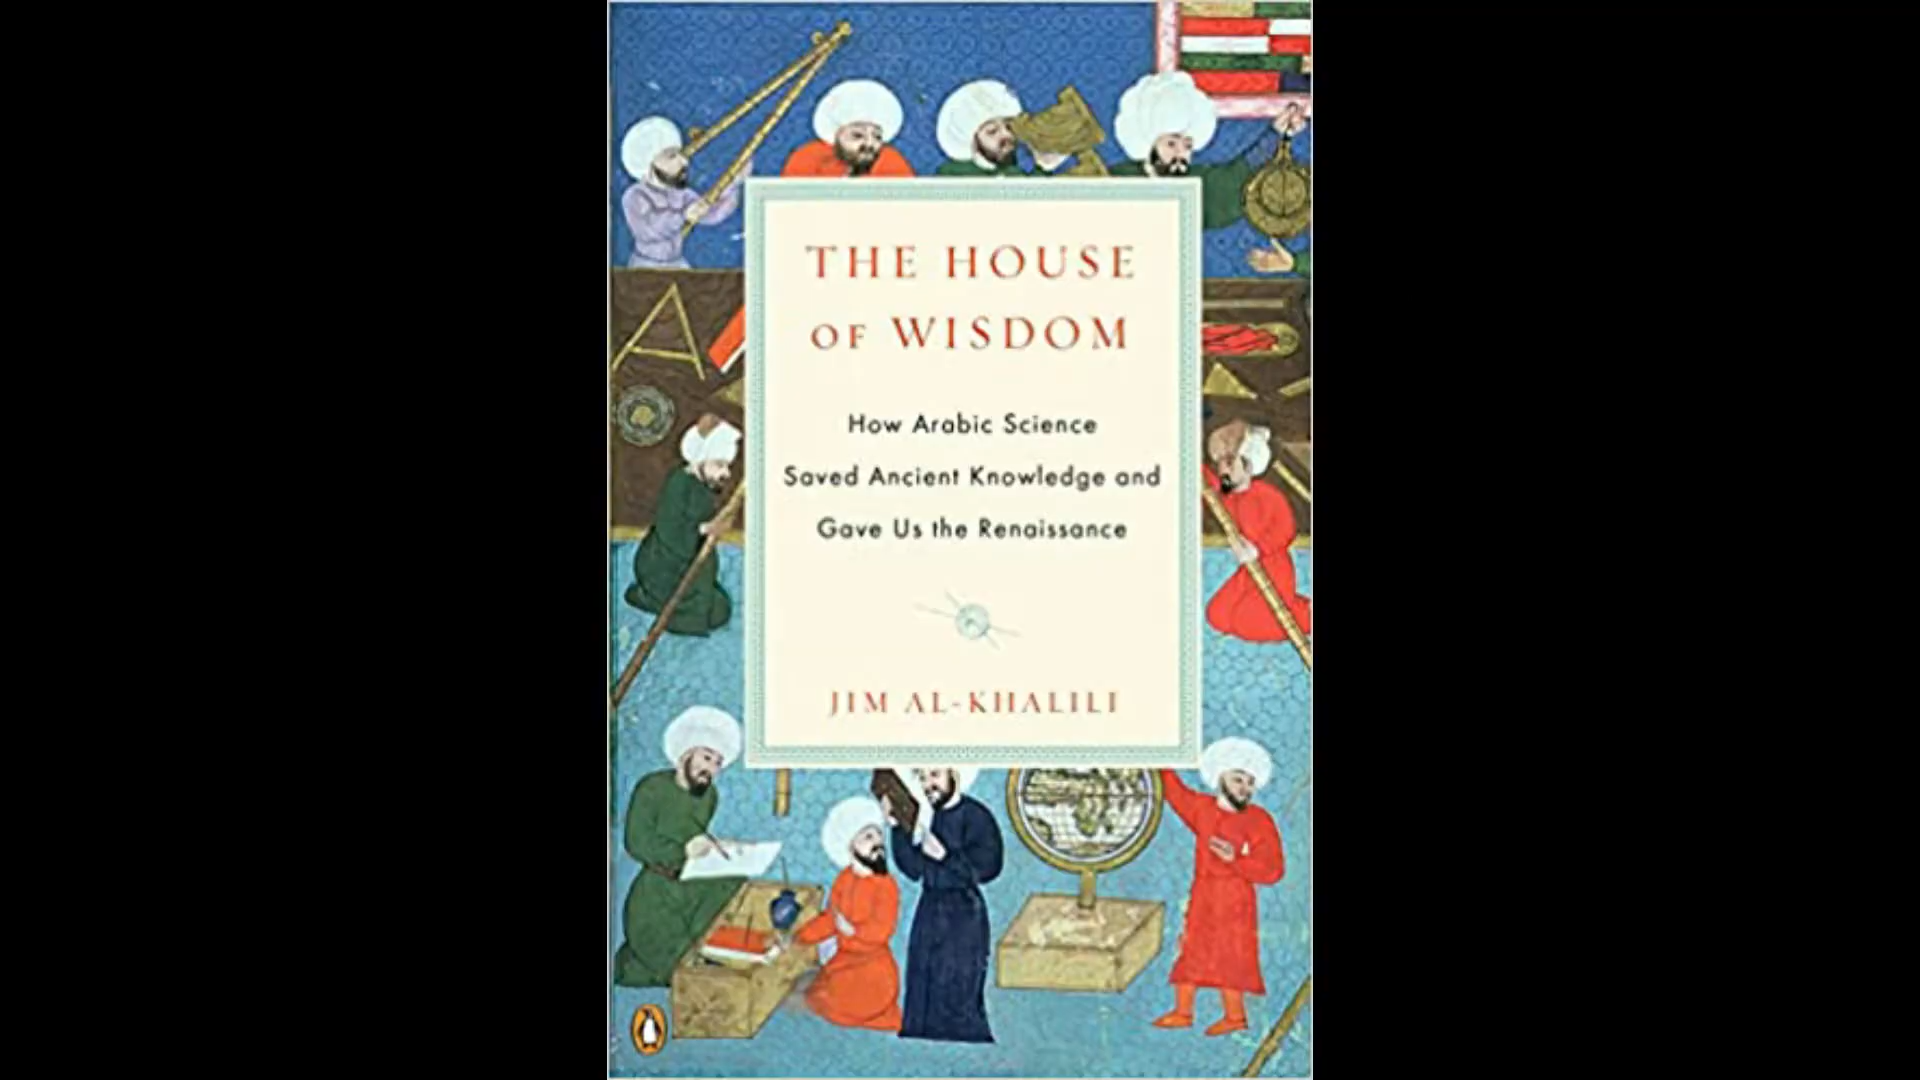 THE HOUSE
OF WISDOM
How Arabic Science
Saved Ancient Knowledge and
Gave Us the Renaissance
JIM AL-KHALILI